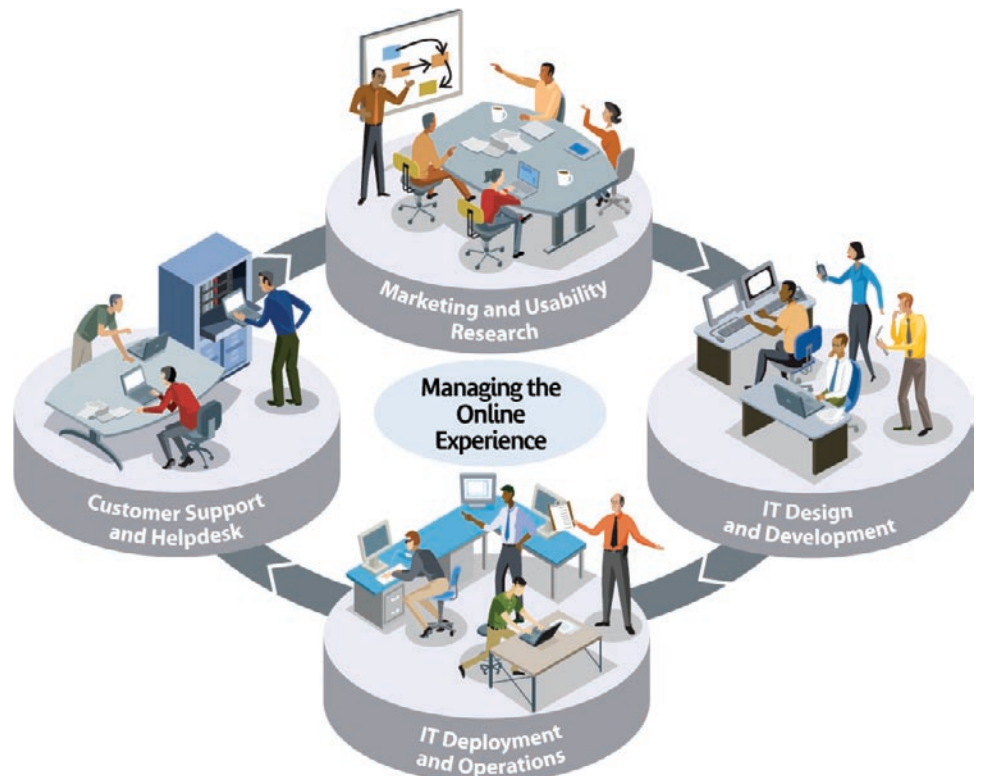 Marketing and Usability
Research
Managing the
Online
Experience
Customer Support
and Helpdesk
IT Design
and Development
IT Deployment
and Operations